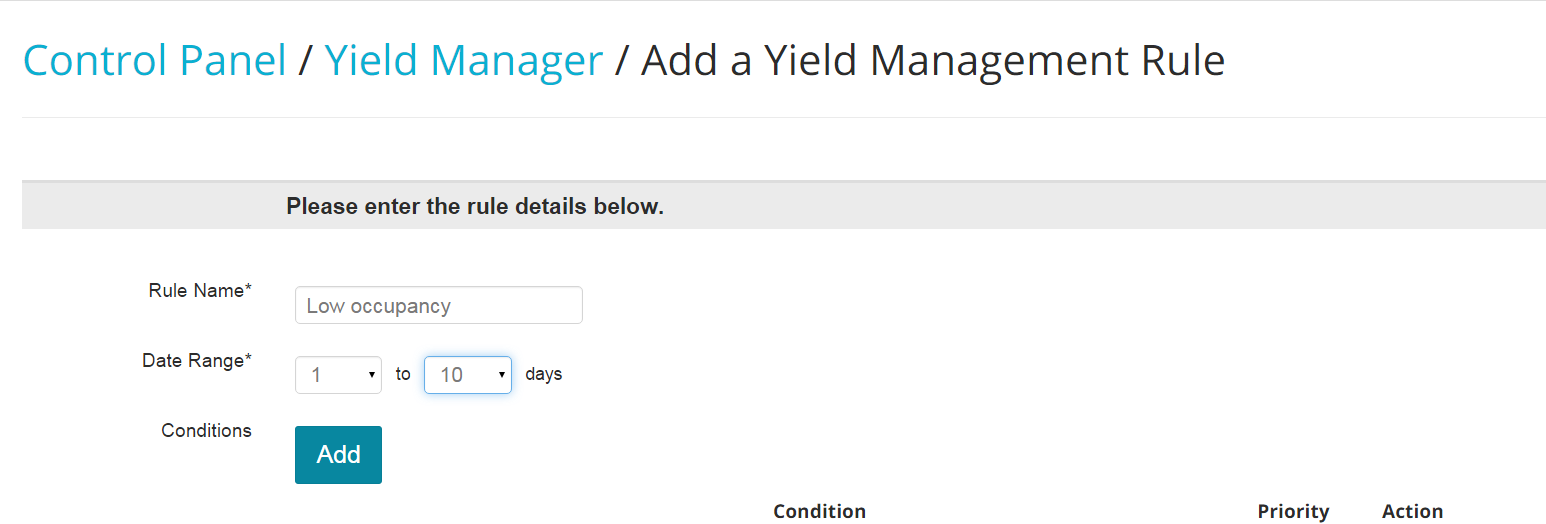 Control Panel / Yield Manager / Add a Yield Management Rule
Please enter the rule details below.
Rule Name*
Low occupancy
Date Range*
1 to 10 days
Conditions
Add
Condition Priority Action